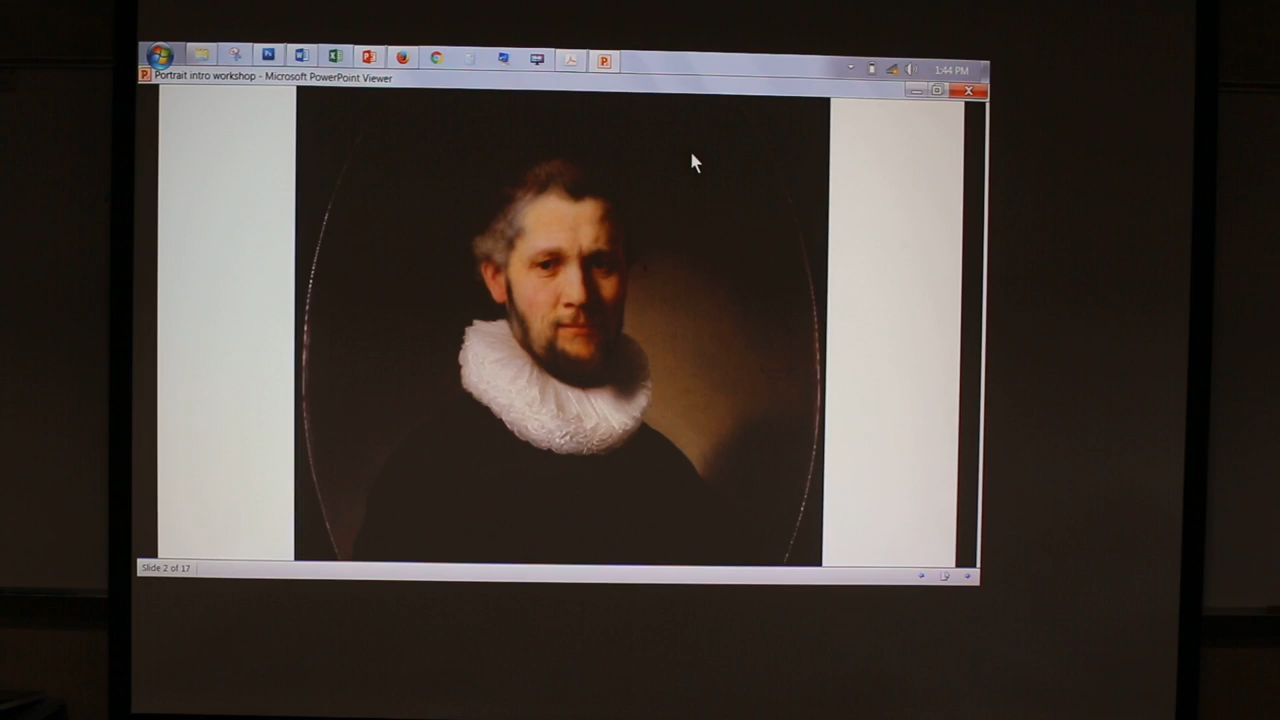 1:44 PM
Portrait intro workshop - Microsoft PowerPoint Viewer
Slide 2 of 17